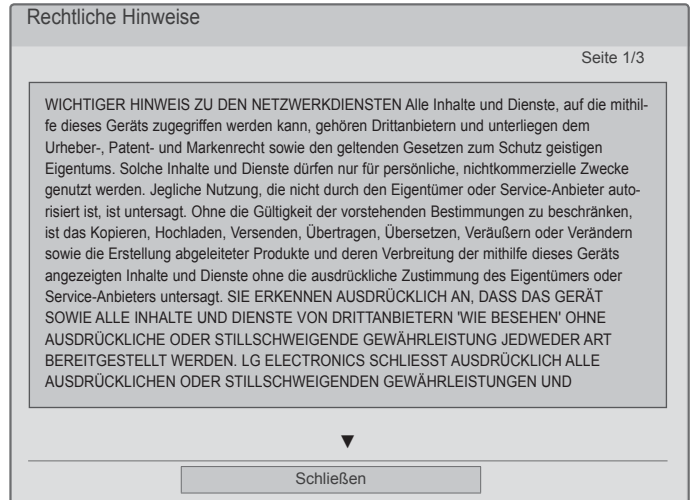 Rechtliche Hinweise
Seite 1/3
WICHTIGER HINWEIS ZU DEN NETZWERKDIENSTEN Alle Inhalte und Dienste, auf die mithil-
fe dieses Geräts zugegriffen werden kann, gehören Drittanbietern und unterliegen dem
Urheber-, Patent- und Markenrecht sowie den geltenden Gesetzen zum Schutz geistigen
Eigentums. Solche Inhalte und Dienste dürfen nur für persönliche, nichtkommerzielle Zwecke
genutzt werden. Jegliche Nutzung, die nicht durch den Eigentümer oder Service-Anbieter auto-
risiert ist, ist untersagt. Ohne die Gültigkeit der vorstehenden Bestimmungen zu beschränken,
ist das Kopieren, Hochladen, Versenden, Übertragen, Übersetzen, Veräußern oder Verändern
sowie die Erstellung abgeleiteter Produkte und deren Verbreitung der mithilfe dieses Geräts
angezeigten Inhalte und Dienste ohne die ausdrückliche Zustimmung des Eigentümers oder
Service-Anbieters untersagt. SIE ERKENNEN AUSDRÜCKLICH AN, DASS DAS GERÄT
SOWIE ALLE INHALTE UND DIENSTE VON DRITTANBIETERN 'WIE BESEHEN' OHNE
AUSDRÜCKLICHE ODER STILLSCHWEIGENDE GEWÄHRLEISTUNG JEDWEDER ART
BEREITGESTELLT WERDEN. LG ELECTRONICS SCHLIESST AUSDRÜCKLICH ALLE
AUSDRÜCKLICHEN ODER STILLSCHWEIGENDEN GEWÄHRLEISTUNGEN UND
▼
Schließen